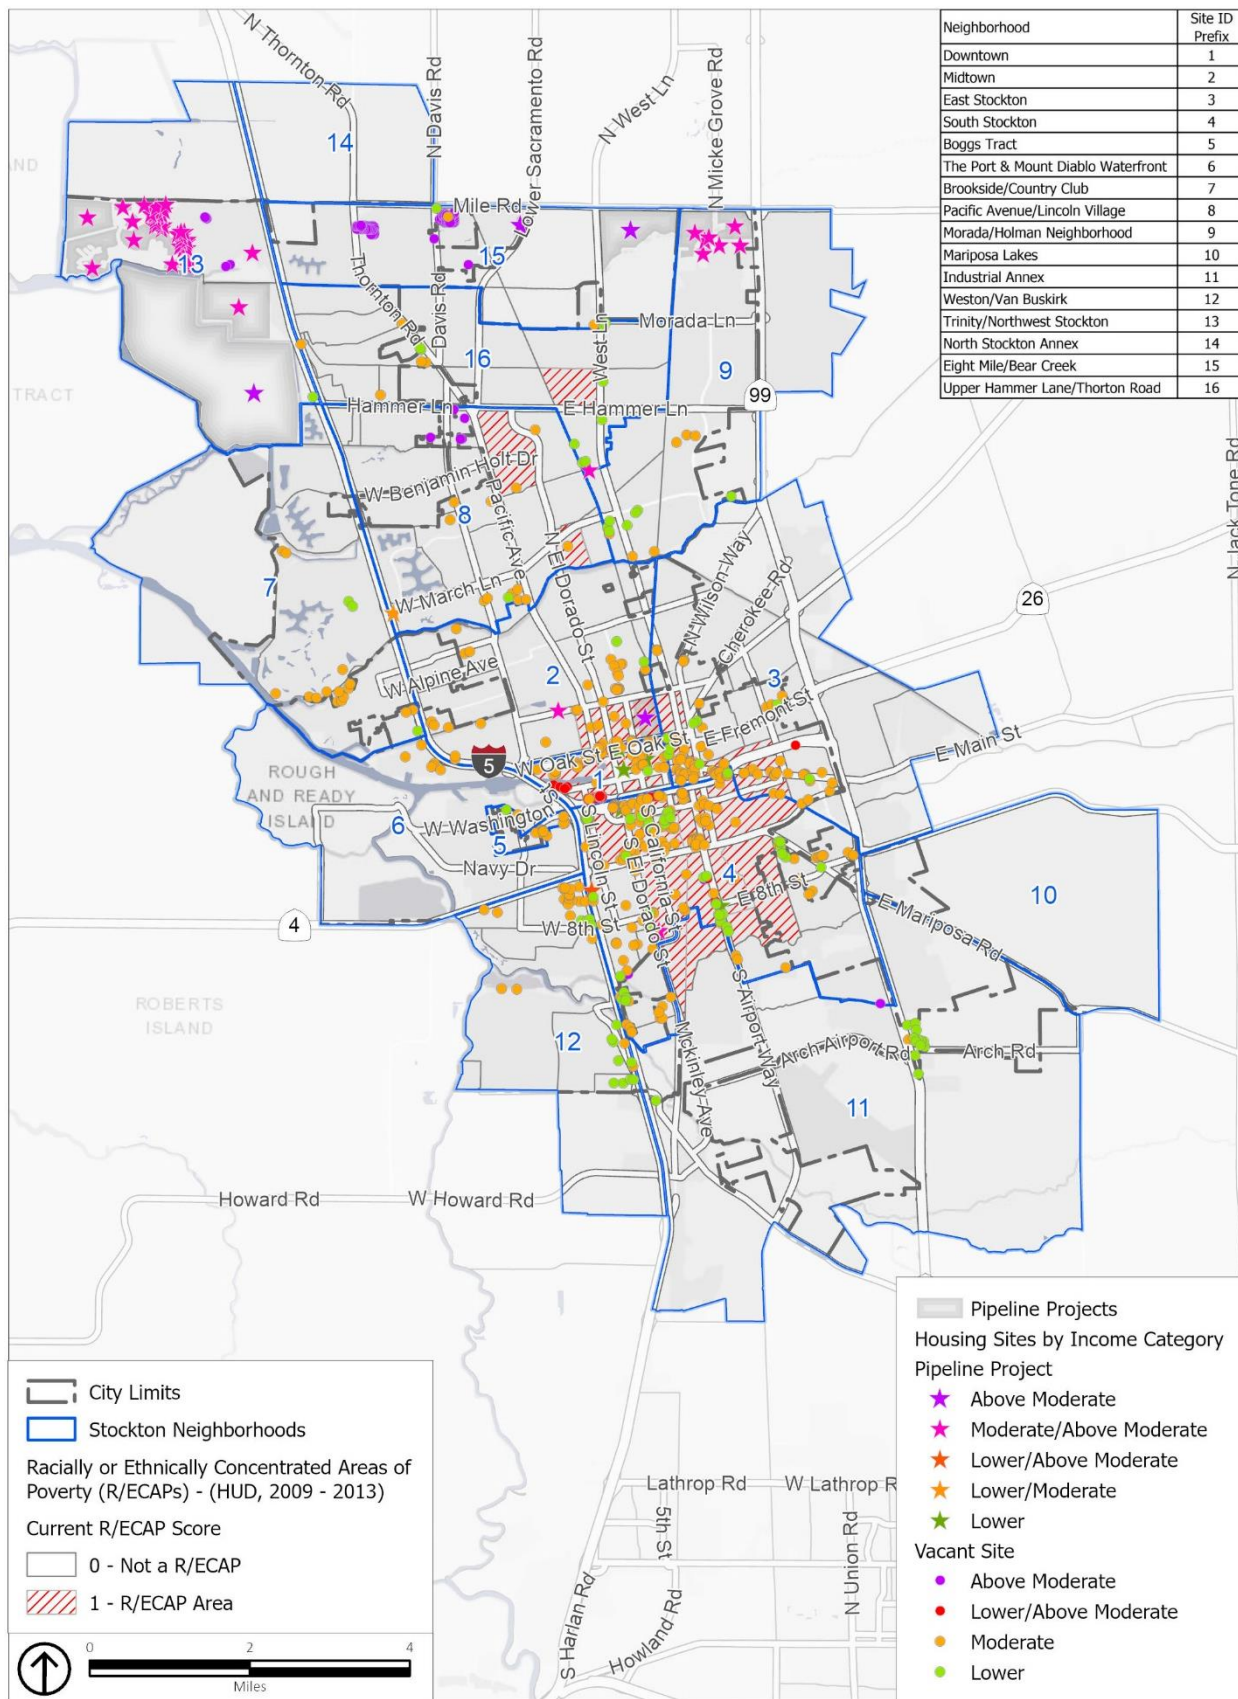 Neighborhood Site ID Prefix
Downtown 1
Midtown 2
East Stockton 3
South Stockton 4
Boggs Tract 5
The Port & Mount Diablo Waterfront 6
Brookside/Country Club 7
Pacific Avenue/Lincoln Village 8
Morada/Holman Neighborhood 9
Mariposa Lakes 10
Industrial Annex 11
Weston/Van Buskirk 12
Trinity/Northwest Stockton 13
North Stockton Annex 14
Eight Mile/Bear Creek 15
Upper Hammer Lane/Thorton Road 16
N Thornton Rd
N Davis Rd
Lower Sacramento Rd
N West Ln
N Micke Grove Rd
14
AND
Mile Rd
13
15
Thornton Rd
Davis Rd
West Ln
Morada Ln
16
9
TRACT
99
Hammer Ln
E Hammer Ln
W Benjamin Holt Dr
8
Pacific Ave
N El Dorado St
N Wilson Way
Cherokee Rd
N Jack Tone Rd
7
W March Ln
26
2
3
W Alpine Ave
E Fremont St
E Main St
W Oak St
E Oak St
5
ROUGH
AND READY
ISLAND
1
6
W Washington St
5
S Lincoln St
S El Dorado St
S California St
Navy Dr
4
E 8th St
10
4
W 8th St
E Mariposa Rd
ROBERTS
ISLAND
12
S Airport Way
Mckinley Ave
Arch Airport Rd
Arch Rd
11
Howard Rd
W Howard Rd
Lathrop Rd
W Lathrop R
5th St
N Union Rd
S Harlan Rd
Howland Rd
City Limits
Stockton Neighborhoods
Racially or Ethnically Concentrated Areas of
Poverty (R/ECAPs) - (HUD, 2009 - 2013)
Current R/ECAP Score
0 - Not a R/ECAP
1 - R/ECAP Area
0 2 4
Miles
Pipeline Projects
Housing Sites by Income Category
Pipeline Project
Above Moderate
Moderate/Above Moderate
Lower/Above Moderate
Lower/Moderate
Lower
Vacant Site
Above Moderate
Lower/Above Moderate
Moderate
Lower